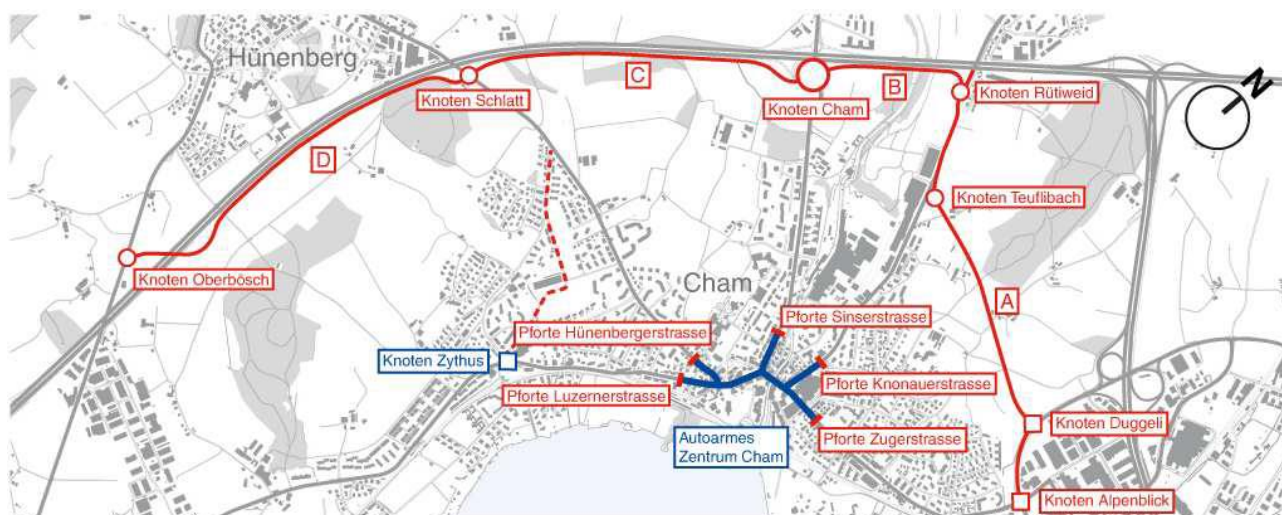 Hünenberg
N
C
B
Knoten Schlatt
Knoten Cham
Knoten Rütiweid
D
Knoten Teuflibach
Knoten Oberbösch
Cham
A
Pforte Sinserstrasse
Pforte Hünenbergerstrasse
Knoten Zythus
Pforte Knonauerstrasse
Pforte Luzernerstrasse
Knoten Duggeli
Pforte Zugerstrasse
Autoarmes
Zentrum Cham
Knoten Alpenblick